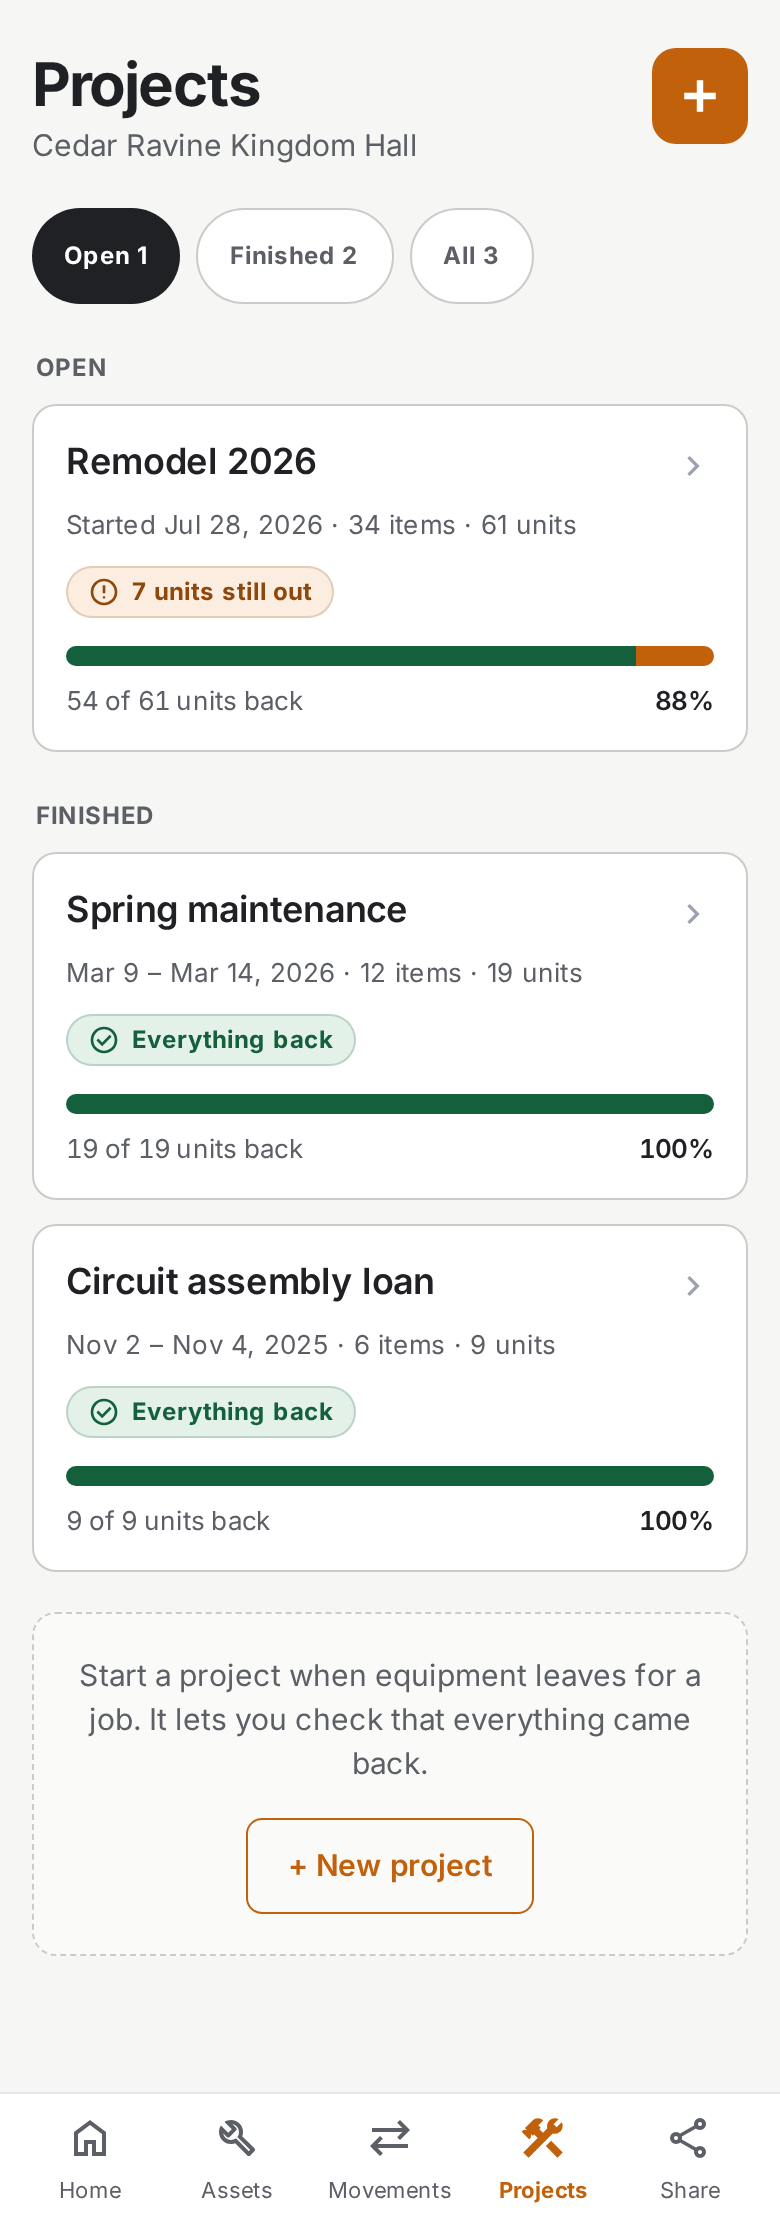 Projects
Cedar Ravine Kingdom Hall
+
Open 1
Finished 2
All 3
OPEN
Remodel 2026
Started Jul 28, 2026 · 34 items · 61 units
7 units still out
54 of 61 units back
88%
FINISHED
Spring maintenance
Mar 9 – Mar 14, 2026 · 12 items · 19 units
Everything back
19 of 19 units back
100%
Circuit assembly loan
Nov 2 – Nov 4, 2025 · 6 items · 9 units
Everything back
9 of 9 units back
100%
Start a project when equipment leaves for a
job. It lets you check that everything came
back.
+ New project
Home
Assets
Movements
Projects
Share